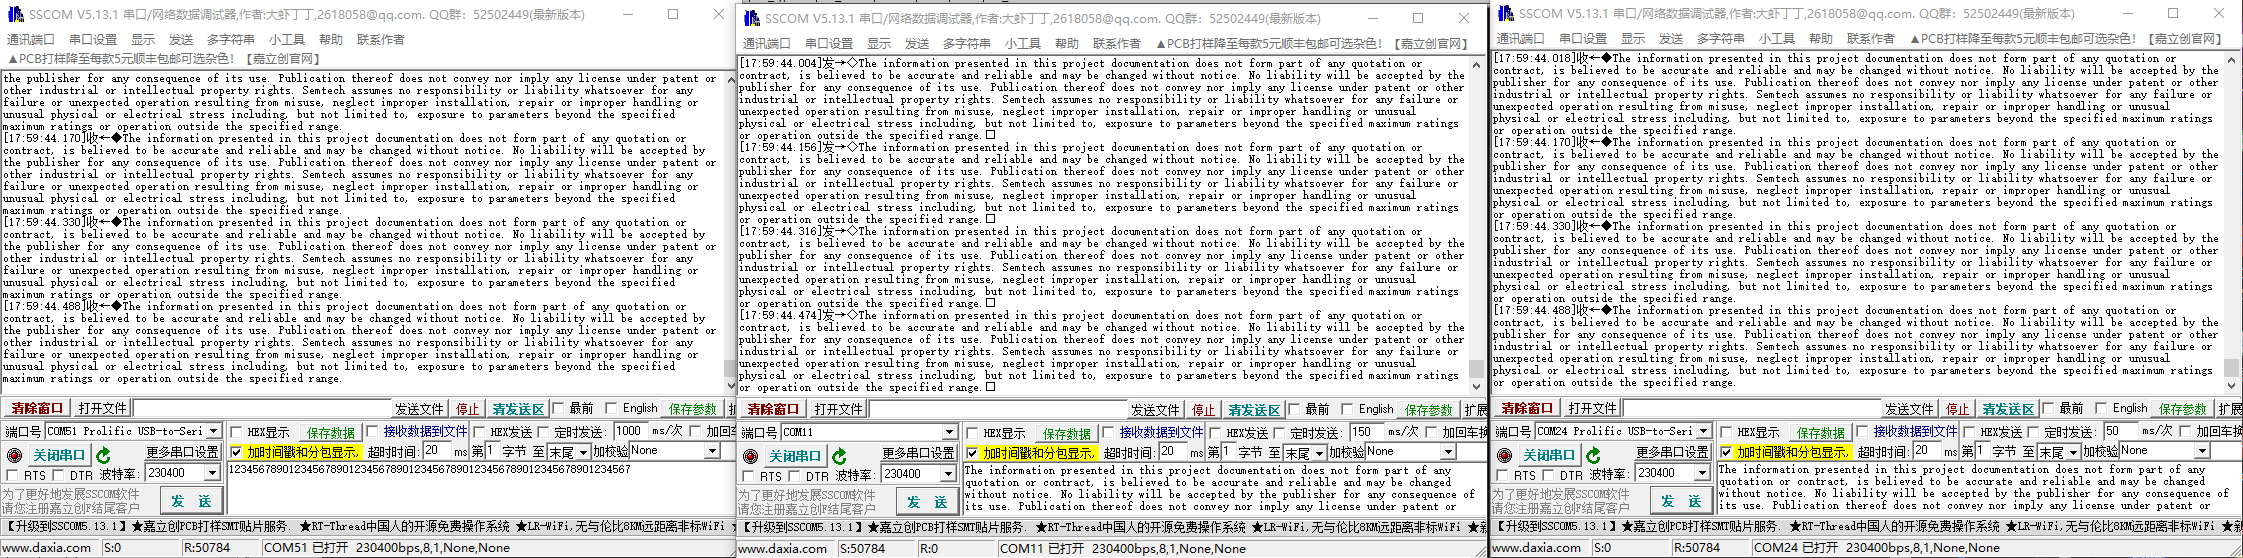 SSCOM V5.13.1 串口/网络数据调试器,作者:大虾丁丁,2618058@qq.com. QQ群: 52502449(最新版本)
通讯端口 串口设置 显示 发送 多字符串 小工具 帮助 联系作者
▲PCB打样降至每款5元顺丰包邮可选杂色! 【嘉立创官网】
the publisher for any consequence of its use. Publication thereof does not convey nor imply any license under patent or
other industrial or intellectual property rights. Semtech assumes no responsibility or liability whatsoever for any
failure or unexpected operation resulting from misuse, neglect improper installation, repair or improper handling or
unusual physical or electrical stress including, but not limited to, exposure to parameters beyond the specified
maximum ratings or operation outside the specified range.
[17:59:44.170]收←◆The information presented in this project documentation does not form part of any quotation or
contract, is believed to be accurate and reliable and may be changed without notice. No liability will be accepted by
the publisher for any consequence of its use. Publication thereof does not convey nor imply any license under patent or
other industrial or intellectual property rights. Semtech assumes no responsibility or liability whatsoever for any
failure or unexpected operation resulting from misuse, neglect improper installation, repair or improper handling or
unusual physical or electrical stress including, but not limited to, exposure to parameters beyond the specified
maximum ratings or operation outside the specified range.
[17:59:44.330]收←◆The information presented in this project documentation does not form part of any quotation or
contract, is believed to be accurate and reliable and may be changed without notice. No liability will be accepted by
the publisher for any consequence of its use. Publication thereof does not convey nor imply any license under patent or
other industrial or intellectual property rights. Semtech assumes no responsibility or liability whatsoever for any
failure or unexpected operation resulting from misuse, neglect improper installation, repair or improper handling or
unusual physical or electrical stress including, but not limited to, exposure to parameters beyond the specified
maximum ratings or operation outside the specified range.
[17:59:44.488]收←◆The information presented in this project documentation does not form part of any quotation or
contract, is believed to be accurate and reliable and may be changed without notice. No liability will be accepted by
the publisher for any consequence of its use. Publication thereof does not convey nor imply any license under patent or
other industrial or intellectual property rights. Semtech assumes no responsibility or liability whatsoever for any
failure or unexpected operation resulting from misuse, neglect improper installation, repair or improper handling or
unusual physical or electrical stress including, but not limited to, exposure to parameters beyond the specified
maximum ratings or operation outside the specified range.
清除窗口 打开文件 发送文件 停止 清发送区 最前 English 保存参数 扩
端口号 COM51 Prolific USB-to-Seri HEX显示 保存数据 接收数据到文件 HEX发送 定时发送: 1000 ms/次 加回车
关闭串口 更多串口设置 加时间戳和分包显示, 超时时间: 20 ms 第1 字节 至 末尾 加校验 None
RTS DTR 波特率: 230400
1234567890123456789012345678901234567890123456789012345678901234567
为了更好地发展SSCOM软件
请您注册嘉立创F结尾客户
发 送
【升级到SSCOM5.13.1】★嘉立创PCB打样SMT贴片服务. ★RT-Thread中国人的开源免费操作系统 ★LR-WiFi,无与伦比8KM远距离非标WiFi
www.daxia.com S:0 R:50784 COM51 已打开 230400bps,8,1,None,None
SSCOM V5.13.1 串口/网络数据调试器,作者:大虾丁丁,2618058@qq.com. QQ群: 52502449(最新版本)
通讯端口 串口设置 显示 发送 多字符串 小工具 帮助 联系作者 ▲PCB打样降至每款5元顺丰包邮可选杂色! 【嘉立创官网】
[17:59:44.004]发→◇The information presented in this project documentation does not form part of any quotation or
contract, is believed to be accurate and reliable and may be changed without notice. No liability will be accepted by the
publisher for any consequence of its use. Publication thereof does not convey nor imply any license under patent or other
industrial or intellectual property rights. Semtech assumes no responsibility or liability whatsoever for any failure or
unexpected operation resulting from misuse, neglect improper installation, repair or improper handling or unusual
physical or electrical stress including, but not limited to, exposure to parameters beyond the specified maximum ratings
or operation outside the specified range.□
[17:59:44.156]发→◇The information presented in this project documentation does not form part of any quotation or
contract, is believed to be accurate and reliable and may be changed without notice. No liability will be accepted by the
publisher for any consequence of its use. Publication thereof does not convey nor imply any license under patent or other
industrial or intellectual property rights. Semtech assumes no responsibility or liability whatsoever for any failure or
unexpected operation resulting from misuse, neglect improper installation, repair or improper handling or unusual
physical or electrical stress including, but not limited to, exposure to parameters beyond the specified maximum ratings
or operation outside the specified range.□
[17:59:44.316]发→◇The information presented in this project documentation does not form part of any quotation or
contract, is believed to be accurate and reliable and may be changed without notice. No liability will be accepted by the
publisher for any consequence of its use. Publication thereof does not convey nor imply any license under patent or other
industrial or intellectual property rights. Semtech assumes no responsibility or liability whatsoever for any failure or
unexpected operation resulting from misuse, neglect improper installation, repair or improper handling or unusual
physical or electrical stress including, but not limited to, exposure to parameters beyond the specified maximum ratings
or operation outside the specified range.□
[17:59:44.474]发→◇The information presented in this project documentation does not form part of any quotation or
contract, is believed to be accurate and reliable and may be changed without notice. No liability will be accepted by the
publisher for any consequence of its use. Publication thereof does not convey nor imply any license under patent or other
industrial or intellectual property rights. Semtech assumes no responsibility or liability whatsoever for any failure or
unexpected operation resulting from misuse, neglect improper installation, repair or improper handling or unusual
physical or electrical stress including, but not limited to, exposure to parameters beyond the specified maximum ratings
or operation outside the specified range.□
清除窗口 打开文件 发送文件 停止 清发送区 最前 English 保存参数 扩展
端口号 COM11 HEX显示 保存数据 接收数据到文件 HEX发送 定时发送: 150 ms/次 加回车换
关闭串口 更多串口设置 加时间戳和分包显示, 超时时间: 20 ms 第1 字节 至 末尾 加校验 None
RTS DTR 波特率: 230400
The information presented in this project documentation does not form part of any
quotation or contract, is believed to be accurate and reliable and may be changed
without notice. No liability will be accepted by the publisher for any consequence of
its use. Publication thereof does not convey nor imply any license under patent or
为了更好地发展SSCOM软件
请您注册嘉立创F结尾客户
发 送
【升级到SSCOM5.13.1】★嘉立创PCB打样SMT贴片服务. ★RT-Thread中国人的开源免费操作系统 ★LR-WiFi,无与伦比8KM远距离非标WiFi ★新
www.daxia.com S:50784 R:0 COM11 已打开 230400bps,8,1,None,None
SSCOM V5.13.1 串口/网络数据调试器,作者:大虾丁丁,2618058@qq.com. QQ群: 52502449(最新版本)
通讯端口 串口设置 显示 发送 多字符串 小工具 帮助 联系作者 ▲PCB打样降至每款5元顺丰包邮可选杂色! 【嘉立创官网】
[17:59:44.018]收←◆The information presented in this project documentation does not form part of any quotation or
contract, is believed to be accurate and reliable and may be changed without notice. No liability will be accepted by the
publisher for any consequence of its use. Publication thereof does not convey nor imply any license under patent or other
industrial or intellectual property rights. Semtech assumes no responsibility or liability whatsoever for any failure or
unexpected operation resulting from misuse, neglect improper installation, repair or improper handling or unusual
physical or electrical stress including, but not limited to, exposure to parameters beyond the specified maximum ratings
or operation outside the specified range.
[17:59:44.170]收←◆The information presented in this project documentation does not form part of any quotation or
contract, is believed to be accurate and reliable and may be changed without notice. No liability will be accepted by the
publisher for any consequence of its use. Publication thereof does not convey nor imply any license under patent or other
industrial or intellectual property rights. Semtech assumes no responsibility or liability whatsoever for any failure or
unexpected operation resulting from misuse, neglect improper installation, repair or improper handling or unusual
physical or electrical stress including, but not limited to, exposure to parameters beyond the specified maximum ratings
or operation outside the specified range.
[17:59:44.330]收←◆The information presented in this project documentation does not form part of any quotation or
contract, is believed to be accurate and reliable and may be changed without notice. No liability will be accepted by the
publisher for any consequence of its use. Publication thereof does not convey nor imply any license under patent or other
industrial or intellectual property rights. Semtech assumes no responsibility or liability whatsoever for any failure or
unexpected operation resulting from misuse, neglect improper installation, repair or improper handling or unusual
physical or electrical stress including, but not limited to, exposure to parameters beyond the specified maximum ratings
or operation outside the specified range.
[17:59:44.488]收←◆The information presented in this project documentation does not form part of any quotation or
contract, is believed to be accurate and reliable and may be changed without notice. No liability will be accepted by the
publisher for any consequence of its use. Publication thereof does not convey nor imply any license under patent or other
industrial or intellectual property rights. Semtech assumes no responsibility or liability whatsoever for any failure or
unexpected operation resulting from misuse, neglect improper installation, repair or improper handling or unusual
physical or electrical stress including, but not limited to, exposure to parameters beyond the specified maximum ratings
or operation outside the specified range.
清除窗口 打开文件 发送文件 停止 清发送区 最前 English 保存参数 扩展
端口号 COM24 Prolific USB-to-Seri HEX显示 保存数据 接收数据到文件 HEX发送 定时发送: 50 ms/次 加回车换
关闭串口 更多串口设置 加时间戳和分包显示, 超时时间: 20 ms 第1 字节 至 末尾 加校验 None
RTS DTR 波特率: 230400
The information presented in this project documentation does not form part of any
quotation or contract, is believed to be accurate and reliable and may be changed
without notice. No liability will be accepted by the publisher for any consequence of
its use. Publication thereof does not convey nor imply any license under patent or
为了更好地发展SSCOM软件
请您注册嘉立创F结尾客户
发 送
【升级到SSCOM5.13.1】★嘉立创PCB打样SMT贴片服务. ★RT-Thread中国人的开源免费操作系统 ★LR-WiFi,无与伦比8KM远距离非标WiFi ★新
www.daxia.com S:0 R:50784 COM24 已打开 230400bps,8,1,None,None